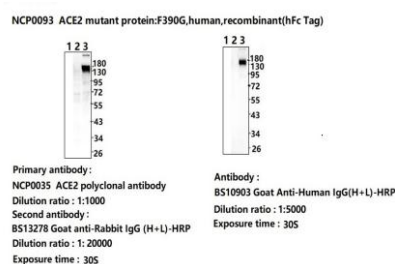 NCP0093 ACE2 mutant protein:F390G,human,recombinant(hFc Tag)
1 2 3
180
130
95
72
55
43
34
26
Primary antibody :
NCP0035 ACE2 polyclonal antibody
Dilution ratio : 1:1000
Second antibody :
BS13278 Goat anti-Rabbit IgG (H+L)-HRP
Dilution ratio : 1: 20000
Exposure time : 30S
1 2 3
180
130
95
72
55
43
34
26
Antibody :
BS10903 Goat Anti-Human IgG(H+L)-HRP
Dilution ratio : 1:5000
Exposure time : 30S